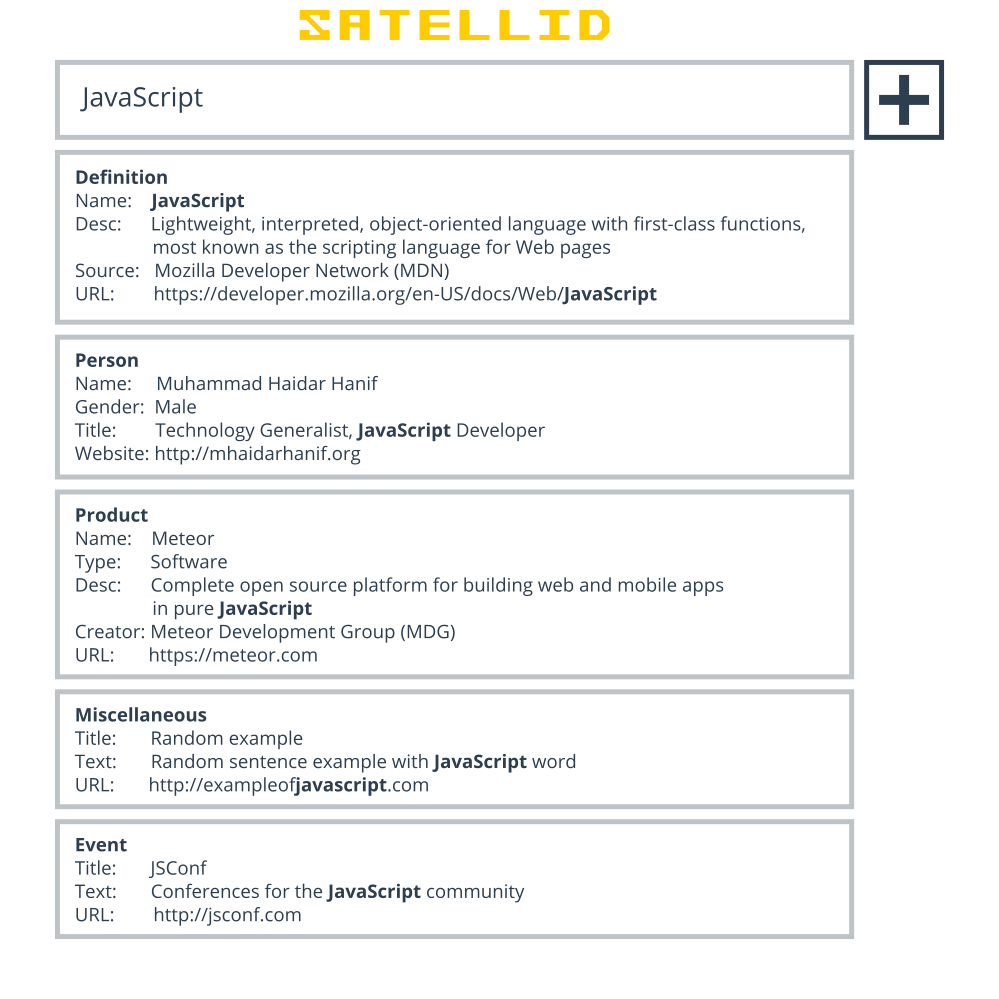 SATELLID
JavaScript
Definition
Name: JavaScript
Desc: Lightweight, interpreted, object-oriented language with first-class functions,
most known as the scripting language for Web pages
Source: Mozilla Developer Network (MDN)
URL: https://developer.mozilla.org/en-US/docs/Web/JavaScript
Person
Name: Muhammad Haidar Hanif
Gender: Male
Title: Technology Generalist, JavaScript Developer
Website: http://mhaidarhanif.org
Product
Name: Meteor
Type: Software
Desc: Complete open source platform for building web and mobile apps
in pure JavaScript
Creator: Meteor Development Group (MDG)
URL: https://meteor.com
Miscellaneous
Title: Random example
Text: Random sentence example with JavaScript word
URL: http://exampleofjavascript.com
Event
Title: JSConf
Text: Conferences for the JavaScript community
URL: http://jsconf.com